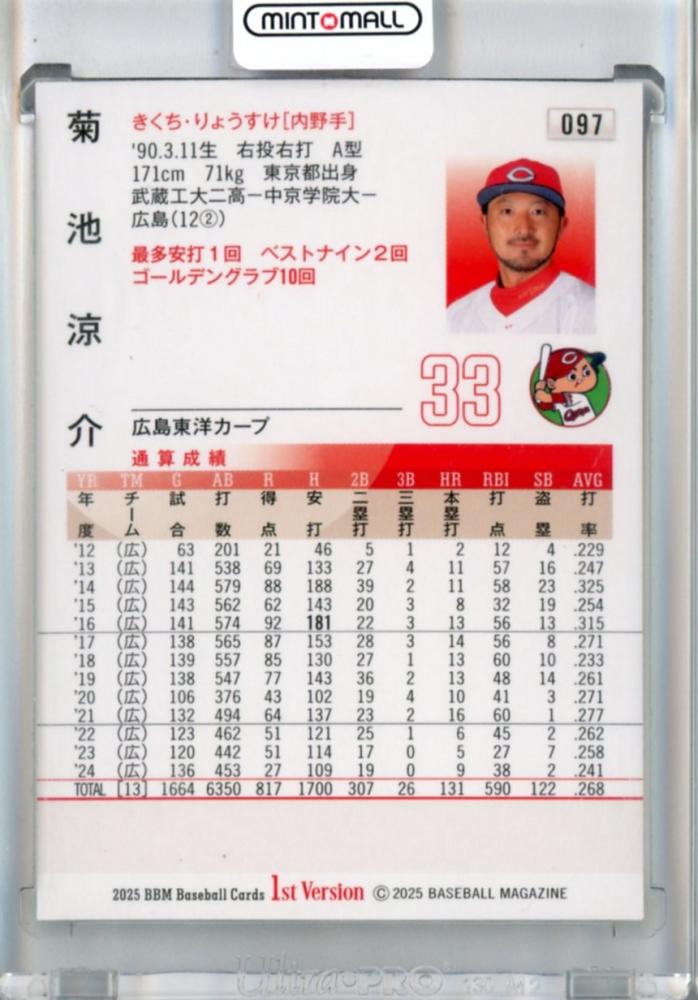 MINTMALL
菊池涼介
きくち・りょうすけ[内野手]
097
'90.3.11生 右投右打 A型
171cm 71kg 東京都出身
武蔵工大二高ー中京学院大ー
広島(12②)
最多安打1回 ベストナイン2回
ゴールデングラブ10回
33
広島東洋カープ
通算成績
YR TM G AB R H 2B 3B HR RBI SB AVG
年度 チーム 試合 打数 得点 安打 二塁打 三塁打 本塁打 打点 盗塁 打率
'12 (広) 63 201 21 46 5 1 2 12 4 .229
'13 (広) 141 538 69 133 27 4 11 57 16 .247
'14 (広) 144 579 88 188 39 2 11 58 23 .325
'15 (広) 143 562 62 143 20 3 8 32 19 .254
'16 (広) 141 574 92 181 22 3 13 56 13 .315
'17 (広) 138 565 87 153 28 3 14 56 8 .271
'18 (広) 139 557 85 130 27 1 13 60 10 .233
'19 (広) 138 547 77 143 36 2 13 48 14 .261
'20 (広) 106 376 43 102 19 4 10 41 3 .271
'21 (広) 132 494 64 137 23 2 16 60 1 .277
'22 (広) 123 462 51 121 25 1 6 45 2 .262
'23 (広) 120 442 51 114 17 0 5 27 7 .258
'24 (広) 136 453 27 109 19 0 9 38 2 .241
TOTAL [13] 1664 6350 817 1700 307 26 131 590 122 .268
2025 BBM Baseball Cards 1st Version © 2025 BASEBALL MAGAZINE
Ultra·PRO®